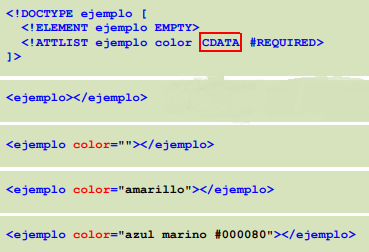 <!DOCTYPE ejemplo [
<!ELEMENT ejemplo EMPTY>
<!ATTLIST ejemplo color CDATA #REQUIRED>
]>
<ejemplo></ejemplo>
<ejemplo color=""></ejemplo>
<ejemplo color="amarillo"></ejemplo>
<ejemplo color="azul marino #000080"></ejemplo>